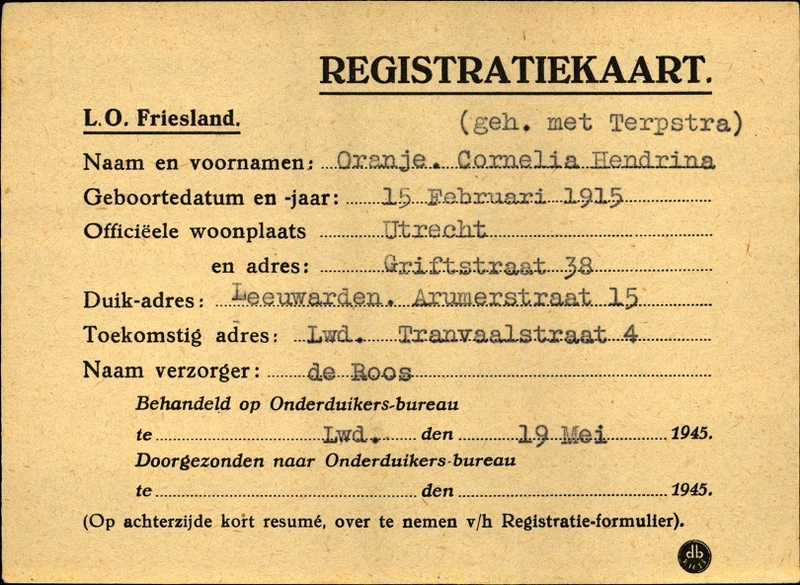 REGISTRATIEKAART.
L.O. Friesland. (geh. met Terpstra)
Naam en voornamen: Oranje. Cornelia Hendrina
Geboortedatum en -jaar: 15 Februari 1915
Officiëele woonplaats Utrecht
en adres: Griftstraat 38
Duik-adres: Leeuwarden. Arumerstraat 15
Toekomstig adres: Lwd. Tranvaalstraat 4
Naam verzorger: de Roos
Behandeld op Onderduikers-bureau
te Lwd. den 19 Mei 1945.
Doorgezonden naar Onderduikers-bureau
te den 1945.
(Op achterzijde kort resumé, over te nemen v/h Registratie-formulier).
db